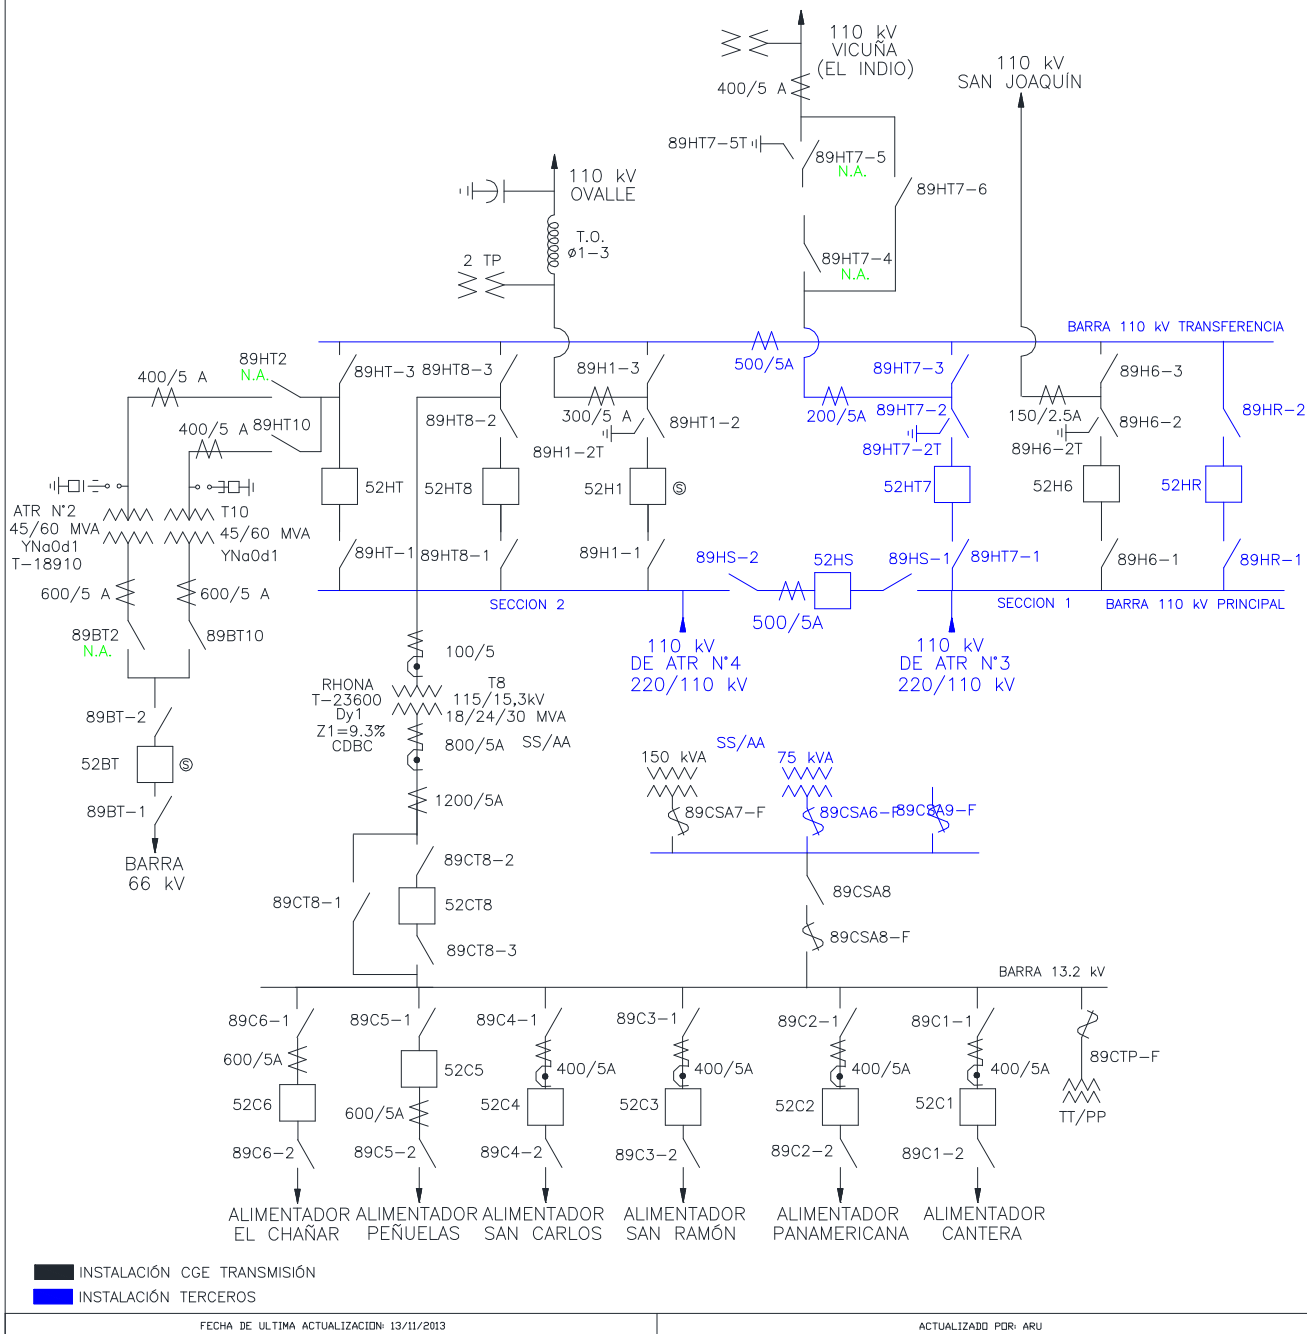 110 kV
VICUÑA
(EL INDIO)
400/5 A
110 kV
SAN JOAQUÍN
89HT7-5T
89HT7-5
N.A.
89HT7-6
110 kV
OVALLE
T.O.
ø1-3
2 TP
89HT7-4
N.A.
BARRA 110 kV TRANSFERENCIA
500/5A
89HT2
N.A.
400/5 A
89HT-3
89HT8-3
89H1-3
89HT7-3
89H6-3
400/5 A
89HT10
89HT8-2
300/5 A
89HT1-2
200/5A
89HT7-2
150/2.5A
89H6-2
89HR-2
89H1-2T
89HT7-2T
89H6-2T
52HT
52HT8
52H1
S
52HT7
52H6
52HR
ATR N°2
45/60 MVA
YNaOd1
T-18910
T10
45/60 MVA
YNaOd1
89HT-1
89HT8-1
89H1-1
89HS-2
52HS
89HS-1
89HT7-1
89H6-1
89HR-1
600/5 A
600/5 A
SECCION 2
500/5A
SECCION 1
BARRA 110 kV PRINCIPAL
89BT2
N.A.
89BT10
110 kV
DE ATR N°4
220/110 kV
110 kV
DE ATR N°3
220/110 kV
100/5
RHONA
T-23600
Dy1
Z1=9.3%
CDBC
T8
115/15,3kV
18/24/30 MVA
800/5A
SS/AA
89BT-2
52BT
S
89BT-1
BARRA
66 kV
SS/AA
150 kVA
75 kVA
1200/5A
89CSA7-F
89CSA6-F
89CSA9-F
89CT8-2
89CT8-1
52CT8
89CT8-3
89CSA8
89CSA8-F
BARRA 13.2 kV
89C6-1
89C5-1
89C4-1
89C3-1
89C2-1
89C1-1
600/5A
52C5
400/5A
400/5A
400/5A
400/5A
89CTP-F
52C6
600/5A
52C4
52C3
52C2
52C1
TT/PP
89C6-2
89C5-2
89C4-2
89C3-2
89C2-2
89C1-2
ALIMENTADOR
EL CHAÑAR
ALIMENTADOR
PEÑUELAS
ALIMENTADOR
SAN CARLOS
ALIMENTADOR
SAN RAMÓN
ALIMENTADOR
PANAMERICANA
ALIMENTADOR
CANTERA
INSTALACIÓN CGE TRANSMISIÓN
INSTALACIÓN TERCEROS
FECHA DE ULTIMA ACTUALIZACION: 13/11/2013
ACTUALIZADO POR: ARU